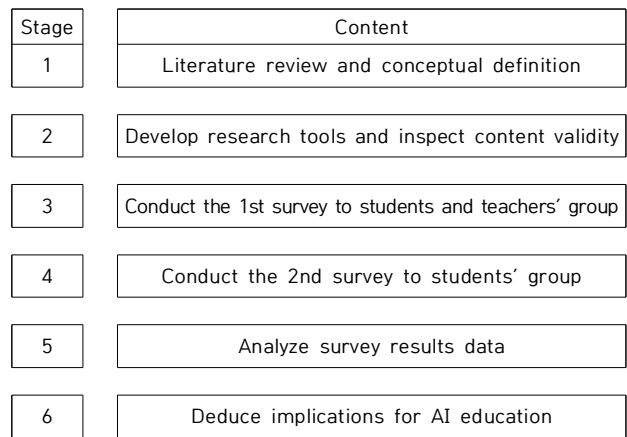 Stage Content
1 Literature review and conceptual definition
2 Develop research tools and inspect content validity
3 Conduct the 1st survey to students and teachers′ group
4 Conduct the 2nd survey to students′ group
5 Analyze survey results data
6 Deduce implications for AI education